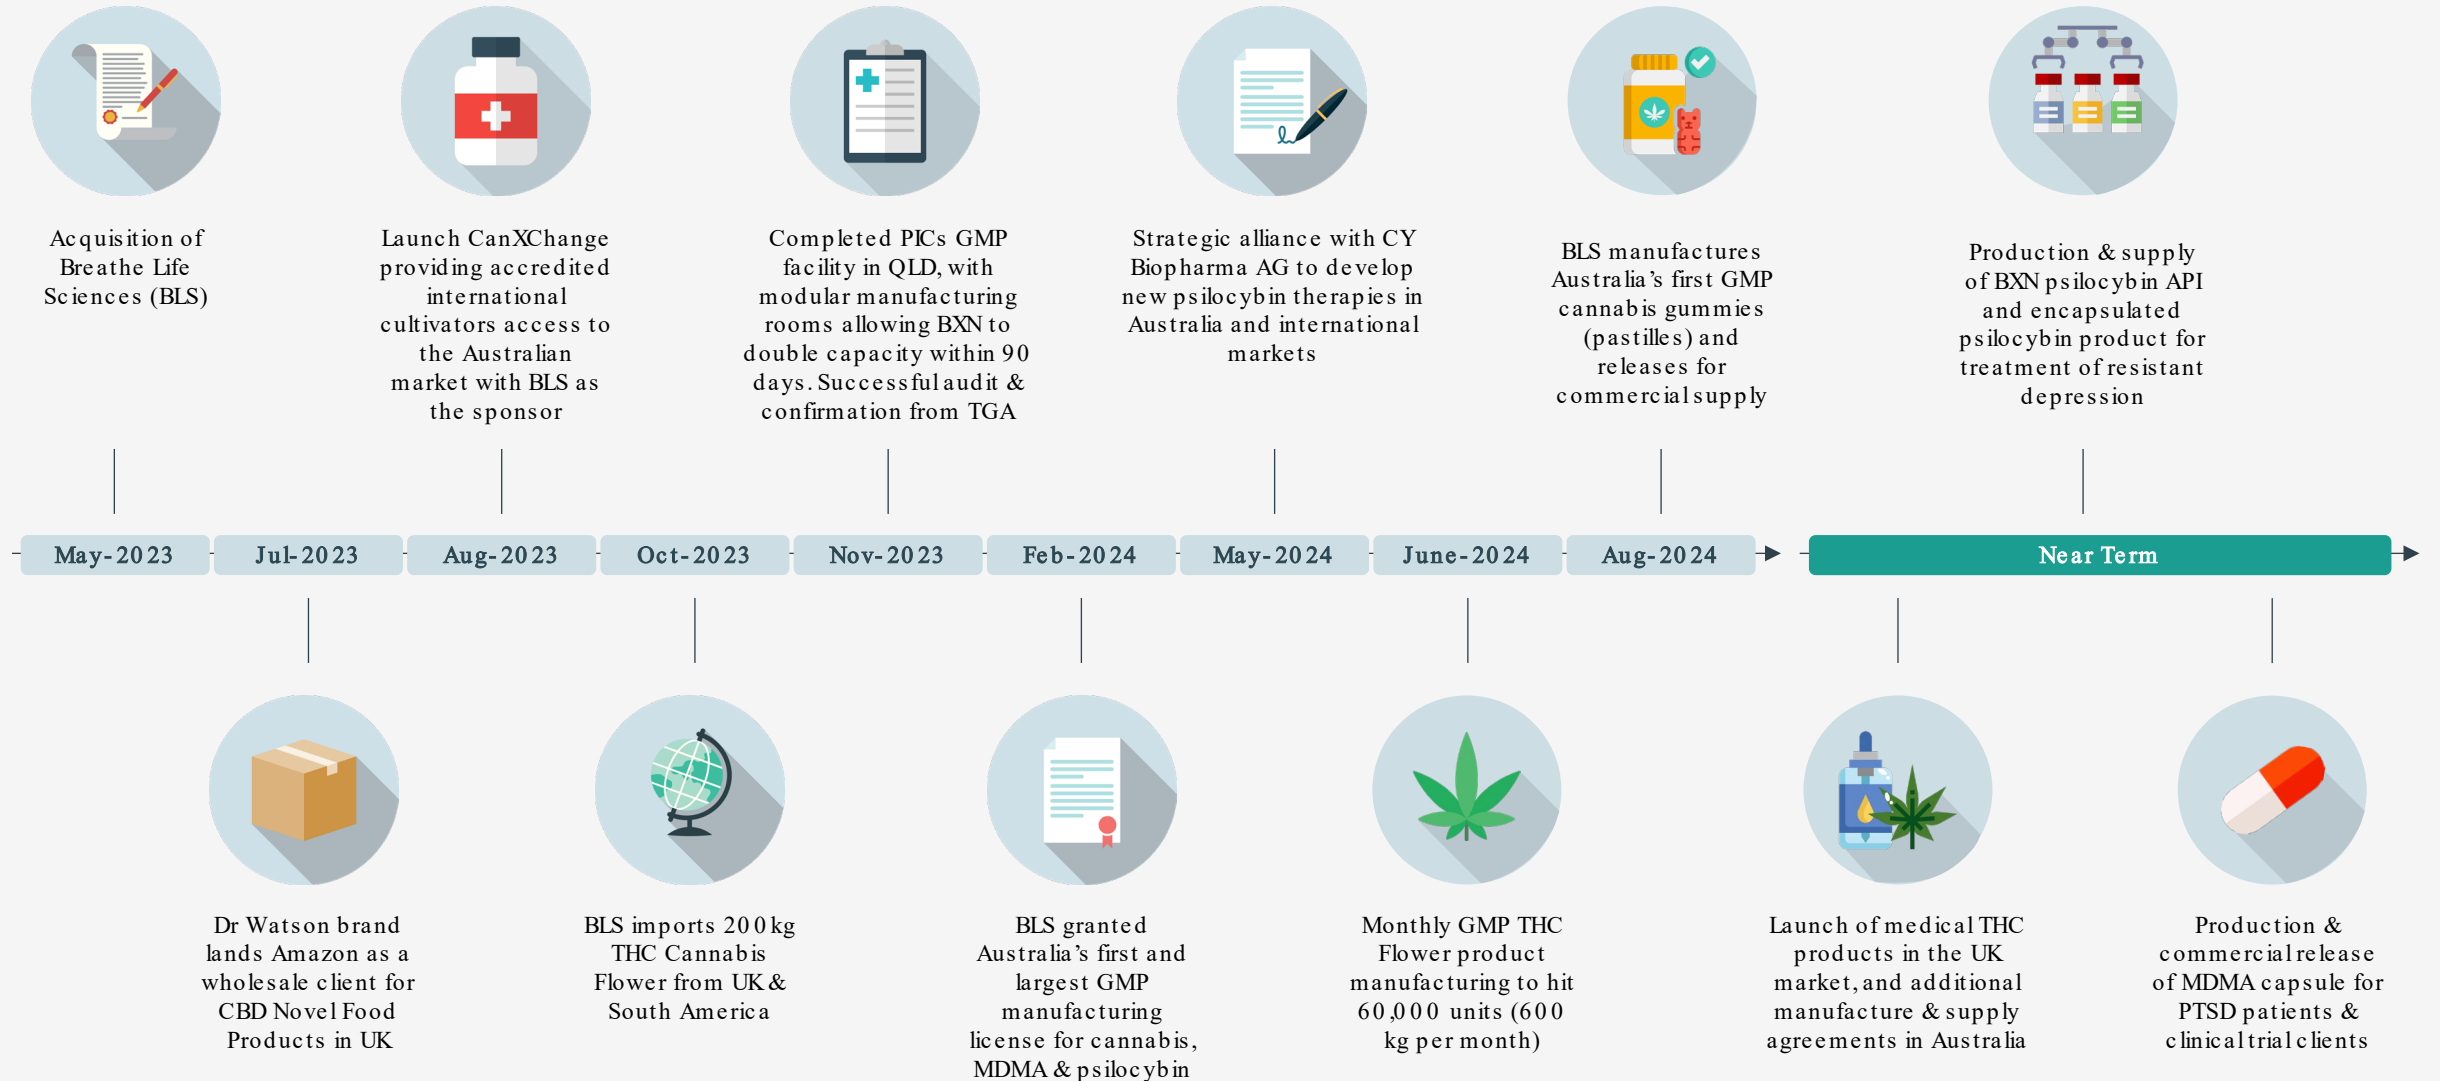 Acquisition of
Breathe Life
Sciences (BLS)
Launch CanXChange
providing accredited
international
cultivators access to
the Australian
market with BLS as
the sponsor
Completed PICs GMP
facility in QLD, with
modular manufacturing
rooms allowing BXN to
double capacity within 90
days. Successful audit &
confirmation from TGA
Strategic alliance with CY
Biopharma AG to develop
new psilocybin therapies in
Australia and international
markets
BLS manufactures
Australia’s first GMP
cannabis gummies
(pastilles) and
releases for
commercial supply
Production & supply
of BXN psilocybin API
and encapsulated
psilocybin product for
treatment of resistant
depression
May-2023
Jul-2023
Aug-2023
Oct-2023
Nov-2023
Feb-2024
May-2024
June-2024
Aug-2024
Near Term
Dr Watson brand
lands Amazon as a
wholesale client for
CBD Novel Food
Products in UK
BLS imports 200kg
THC Cannabis
Flower from UK &
South America
BLS granted
Australia’s first and
largest GMP
manufacturing
license for cannabis,
MDMA & psilocybin
Monthly GMP THC
Flower product
manufacturing to hit
60,000 units (600
kg per month)
Launch of medical THC
products in the UK
market, and additional
manufacture & supply
agreements in Australia
Production &
commercial release
of MDMA capsule for
PTSD patients &
clinical trial clients